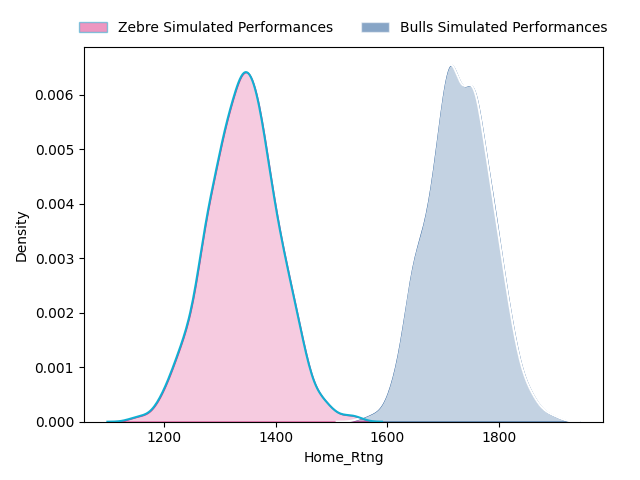 Zebre Simulated Performances
Bulls Simulated Performances
0.006
0.005
0.004
0.003
0.002
0.001
0.000
Density
1200
1400
1600
1800
Home_Rtng